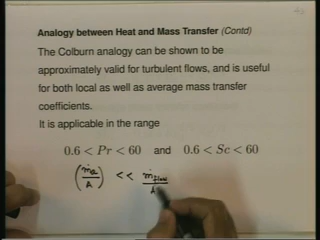 Analogy between Heat and Mass Transfer (Contd)
The Colburn analogy can be shown to be
approximately valid for turbulent flows, and is useful
for both local as well as average mass transfer
coefficients.
It is applicable in the range
0.6 < Pr < 60 and 0.6 < Sc < 60
(ṁa/A) << ṁflow/A